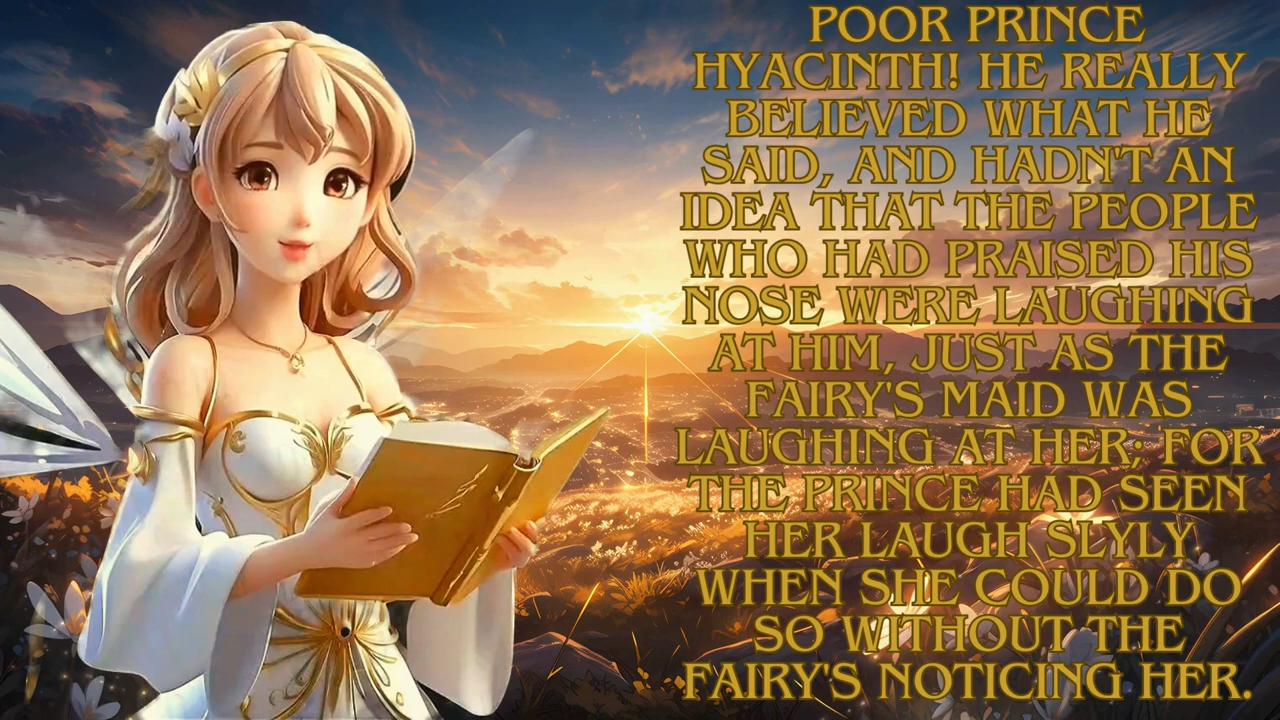 POOR PRINCE
HYACINTH! HE REALLY
BELIEVED WHAT HE
SAID, AND HADN'T AN
IDEA THAT THE PEOPLE
WHO HAD PRAISED HIS
NOSE WERE LAUGHING
AT HIM, JUST AS THE
FAIRY'S MAID WAS
LAUGHING AT HER; FOR
THE PRINCE HAD SEEN
HER LAUGH SLYLY
WHEN SHE COULD DO
SO WITHOUT THE
FAIRY'S NOTICING HER.